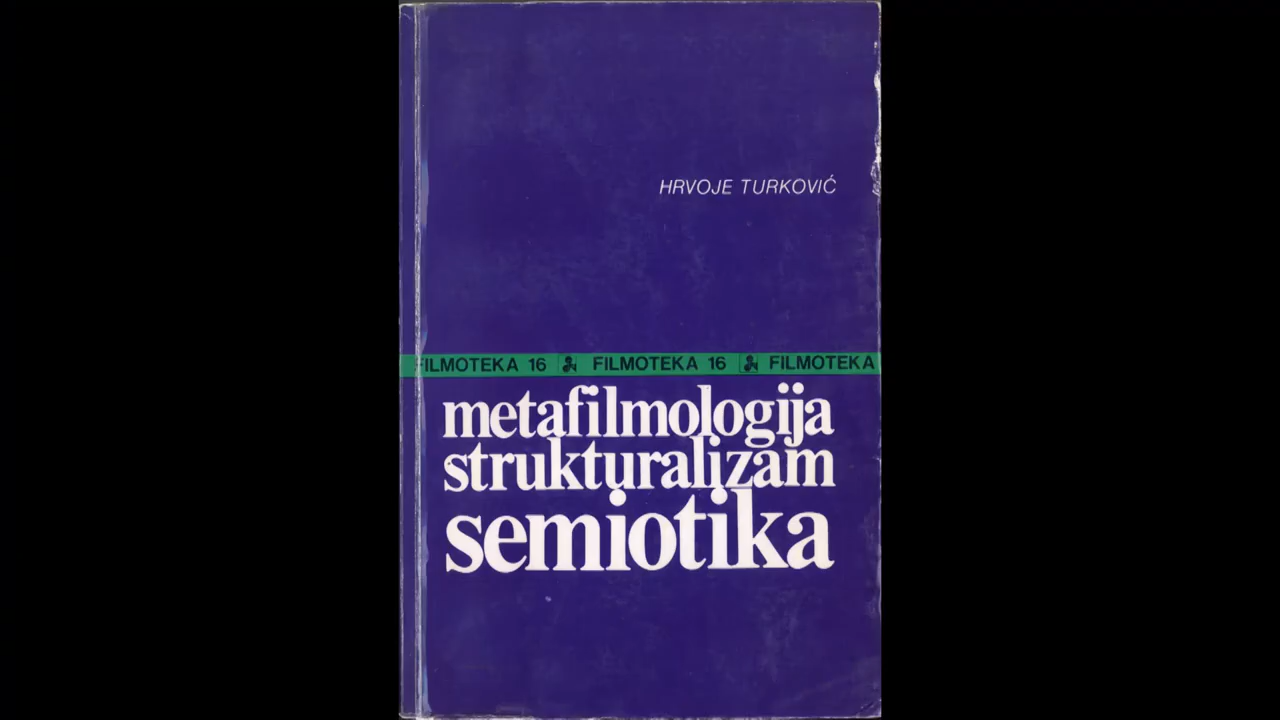 HRVOJE TURKOVIĆ
FILMOTEKA 16 FILMOTEKA 16 FILMOTEKA
metafilmologija
strukturalizam
semiotika